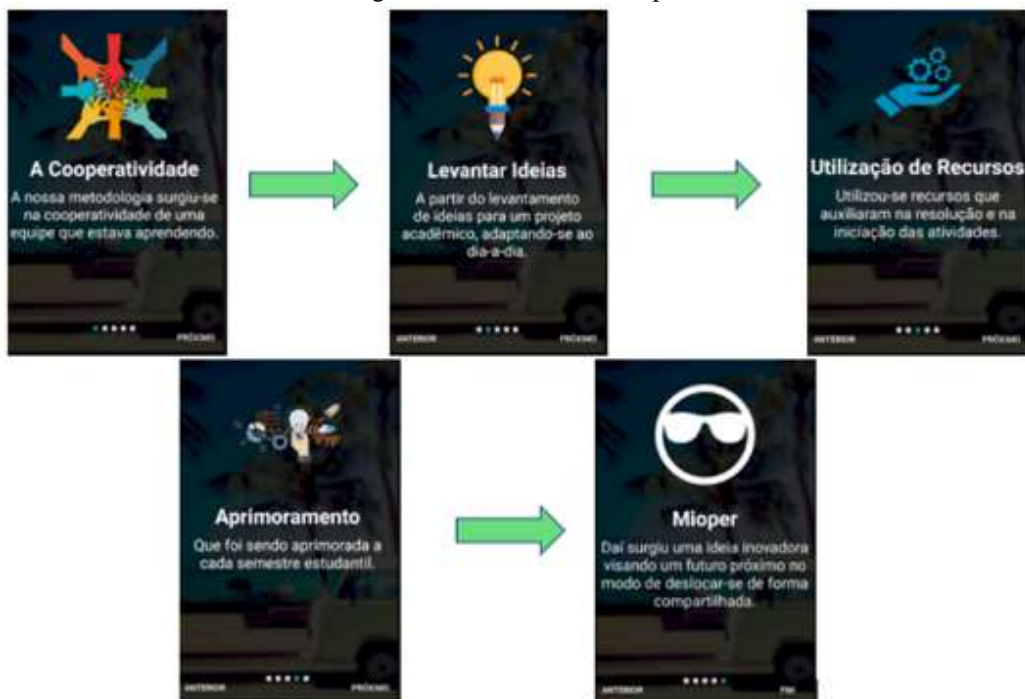 A Cooperatividade
A nossa metodologia surgiu-se
na cooperatividade de uma
equipe que estava aprendendo.
PRÓXIMO
Levantar Ideias
A partir do levantamento
de ideias para um projeto
acadêmico, adaptando-se ao
dia-a-dia.
ANTERIOR
PRÓXIMO
Utilização de Recursos
Utilizou-se recursos que
auxiliaram na resolução e na
iniciação das atividades.
ANTERIOR
PRÓXIMO
Aprimoramento
Que foi sendo aprimorada a
cada semestre estudantil.
ANTERIOR
PRÓXIMO
Mioper
Daí surgiu uma ideia inovadora
visando um futuro próximo no
modo de deslocar-se de forma
compartilhada.
ANTERIOR
FIM